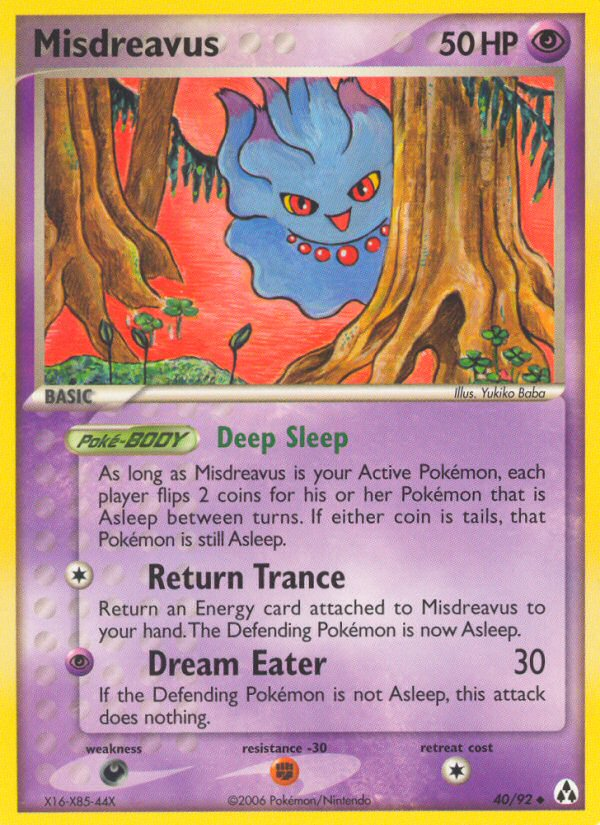 Misdreavus 50 HP
Illus. Yukiko Baba
BASIC
Poké-BODY Deep Sleep
As long as Misdreavus is your Active Pokémon, each
player flips 2 coins for his or her Pokémon that is
Asleep between turns. If either coin is tails, that
Pokémon is still Asleep.
Return Trance
Return an Energy card attached to Misdreavus to
your hand. The Defending Pokémon is now Asleep.
Dream Eater 30
If the Defending Pokémon is not Asleep, this attack
does nothing.
weakness resistance -30 retreat cost
X16-X85-44X ©2006 Pokémon/Nintendo 40/92